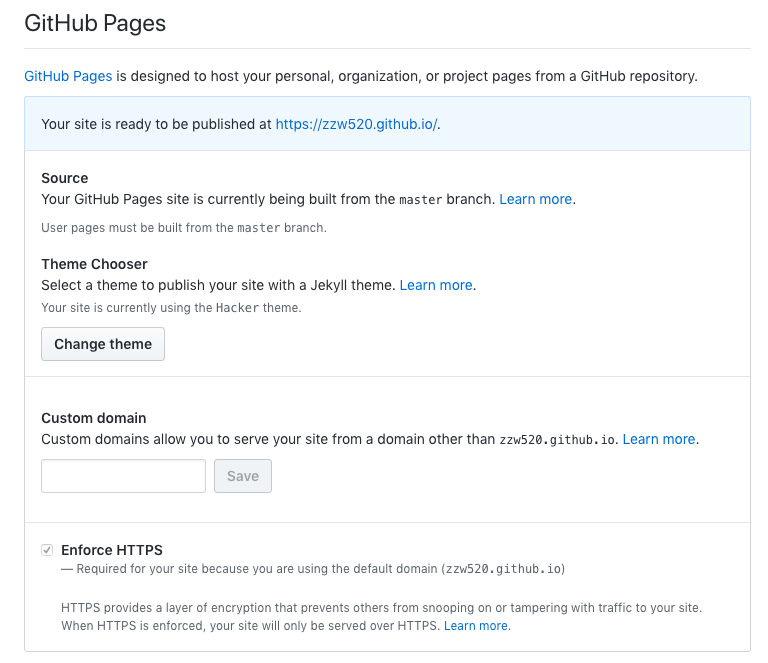 GitHub Pages
GitHub Pages is designed to host your personal, organization, or project pages from a GitHub repository.
Your site is ready to be published at https://zzw520.github.io/.
Source
Your GitHub Pages site is currently being built from the master branch. Learn more.
User pages must be built from the master branch.
Theme Chooser
Select a theme to publish your site with a Jekyll theme. Learn more.
Your site is currently using the Hacker theme.
Change theme
Custom domain
Custom domains allow you to serve your site from a domain other than zzw520.github.io. Learn more.
Save
Enforce HTTPS
— Required for your site because you are using the default domain (zzw520.github.io)
HTTPS provides a layer of encryption that prevents others from snooping on or tampering with traffic to your site.
When HTTPS is enforced, your site will only be served over HTTPS. Learn more.